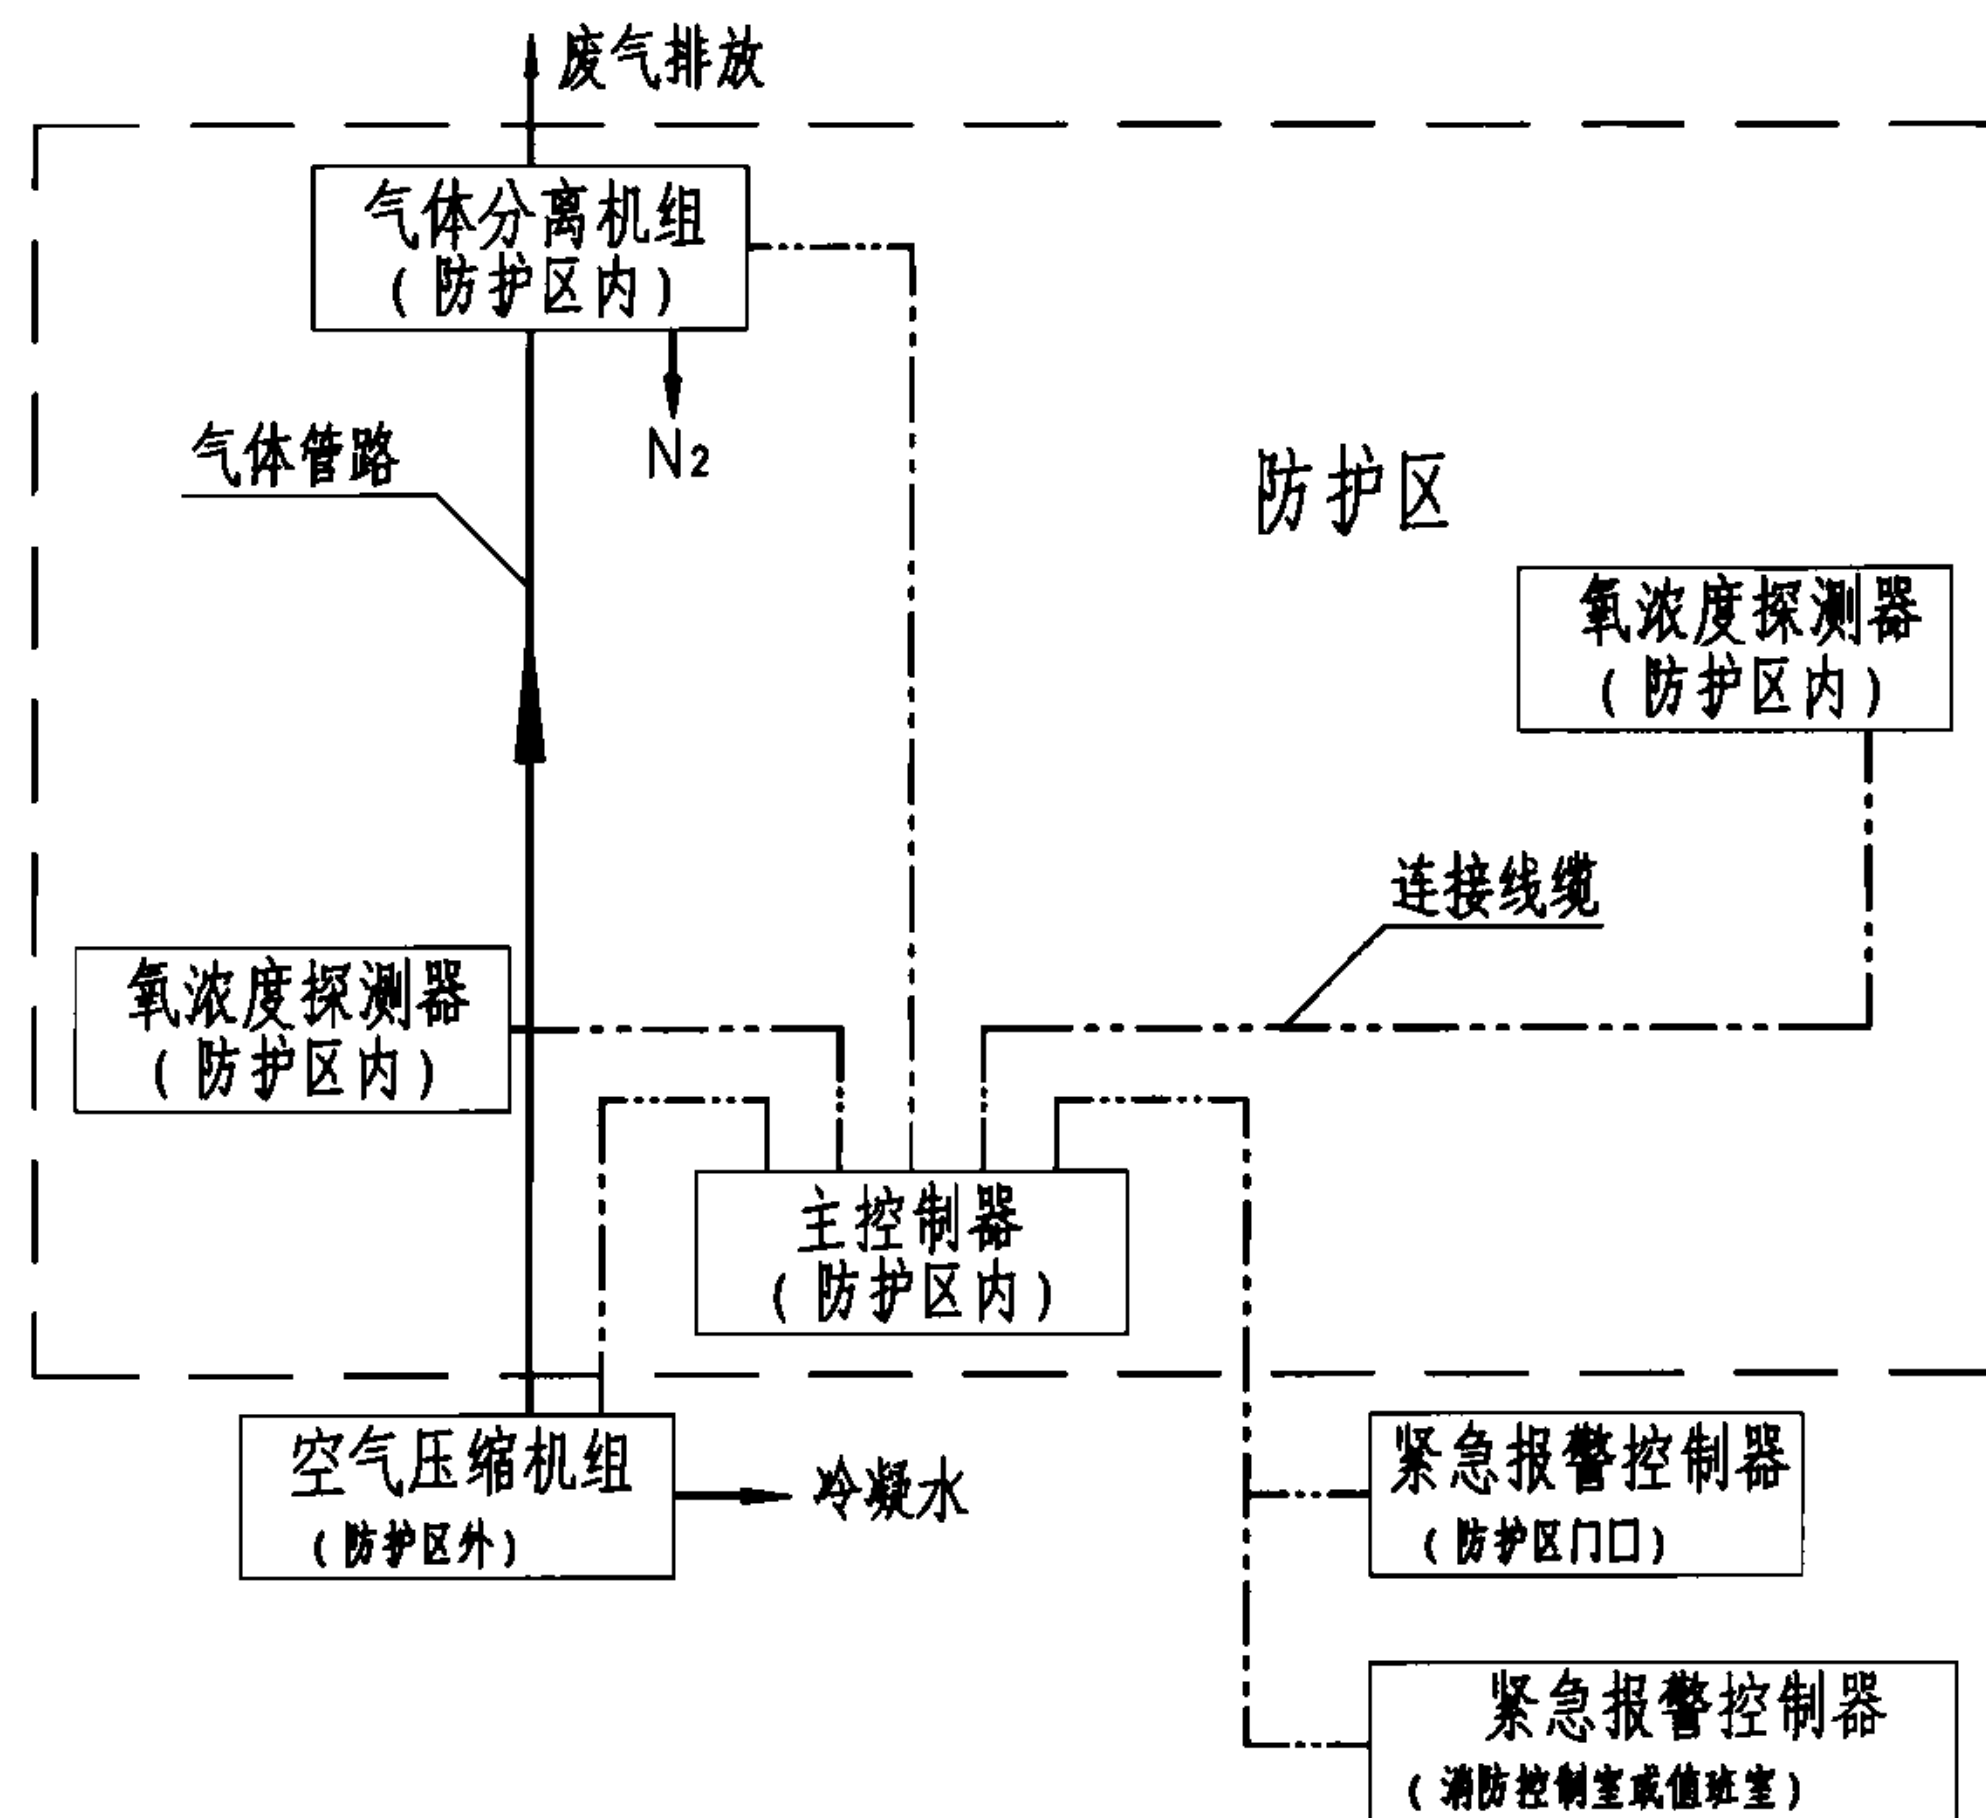 废气排放
气体分离机组
(防护区内)
N2
气体管路
防护区
氧浓度探测器
(防护区内)
连接线缆
氧浓度探测器
(防护区内)
主控制器
(防护区内)
空气压缩机组
(防护区外)
冷凝水
紧急报警控制器
(防护区门口)
紧急报警控制器
(消防控制室或值班室)